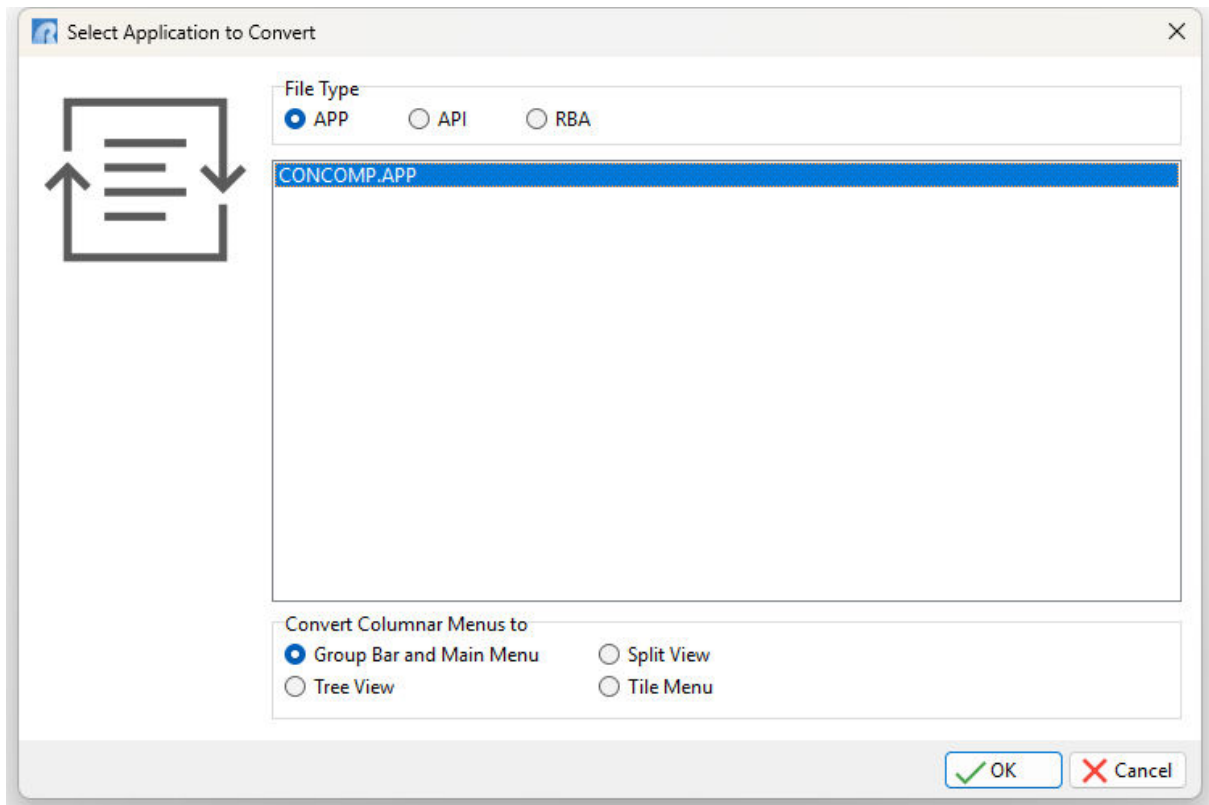 Select Application to Convert
File Type
APP API RBA
CONCOMP.APP
Convert Columnar Menus to
Group Bar and Main Menu Split View
Tree View Tile Menu
OK Cancel